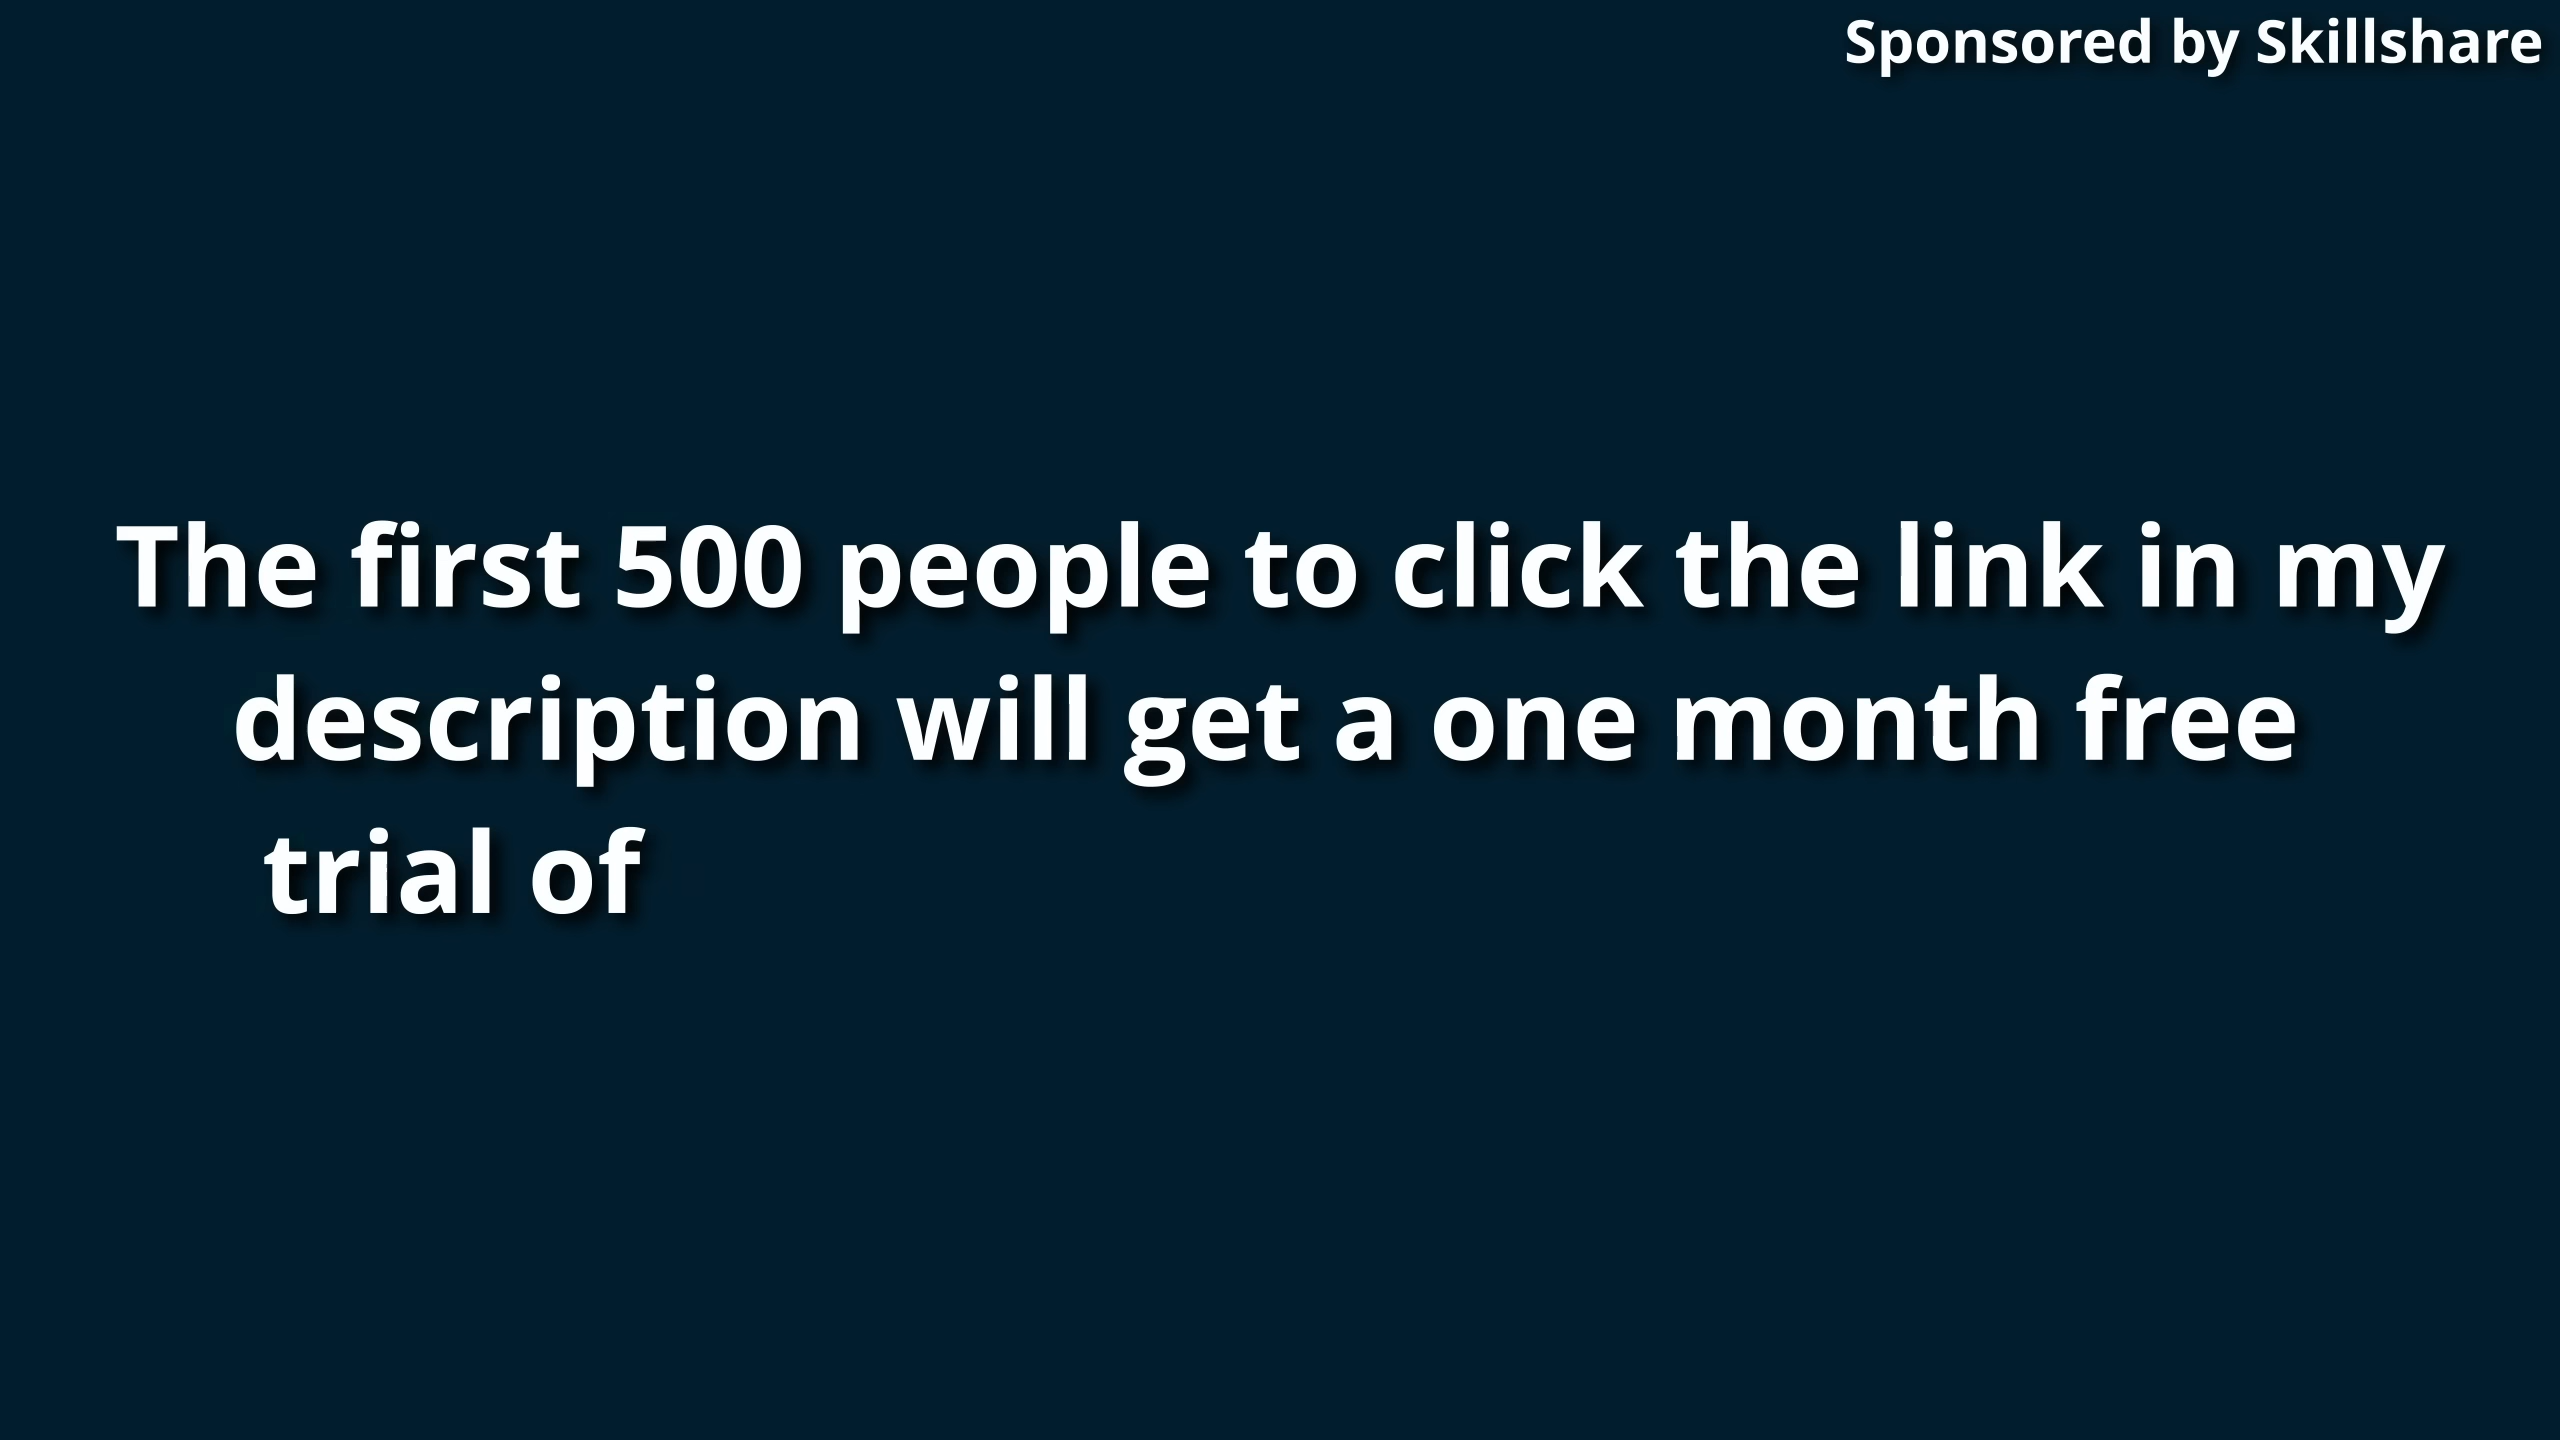 Sponsored by Skillshare
The first 500 people to click the link in my
description will get a one month free
trial of